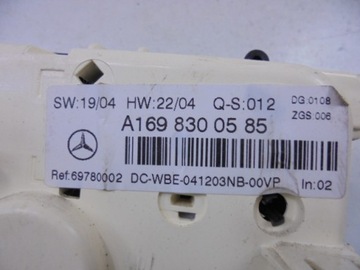 SW:19/04 HW:22/04 Q-S:012 DG:0108
ZGS 006
A169 830 05 85
Ref:69780002 DC-WBE-041203NB-00VP In:02